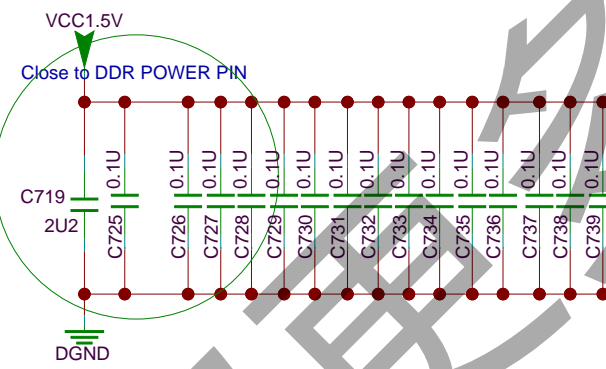 VCC1.5V
Close to DDR POWER PIN
0.1U 0.1U 0.1U 0.1U 0.1U 0.1U 0.1U 0.1U 0.1U 0.1U 0.1U 0.1U 0.1U 0.1U 0.1U
C719
2U2
C725 C726 C727 C728 C729 C730 C731 C732 C733 C734 C735 C736 C737 C738 C739
DGND